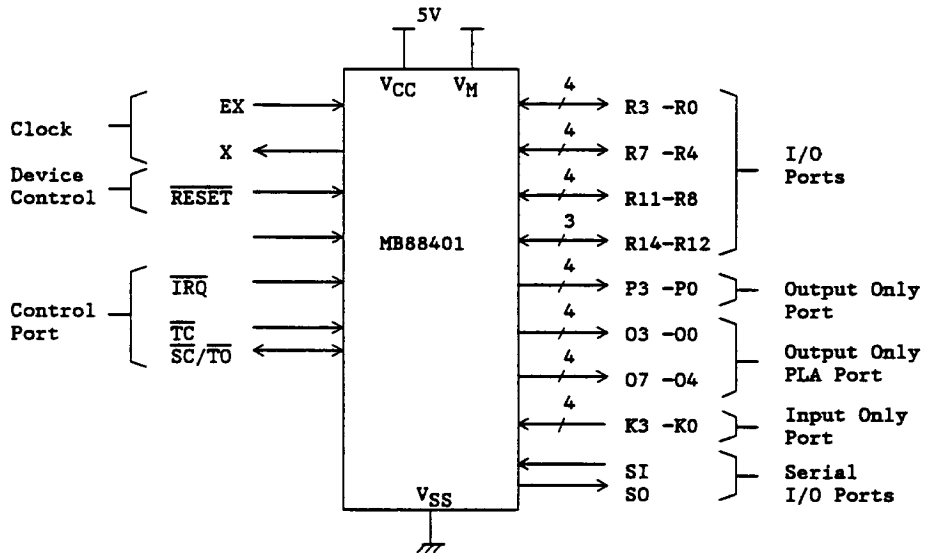 5V
VCC VM
Clock
EX
X
Device
Control
RESET
Control
Port
IRQ
TC
SC/TO
MB88401
VSS
4 R3 -R0
4 R7 -R4
4 R11-R8
3 R14-R12
I/O
Ports
4 P3 -P0
Output Only
Port
4 O3 -O0
4 O7 -O4
Output Only
PLA Port
4 K3 -K0
Input Only
Port
SI
SO
Serial
I/O Ports